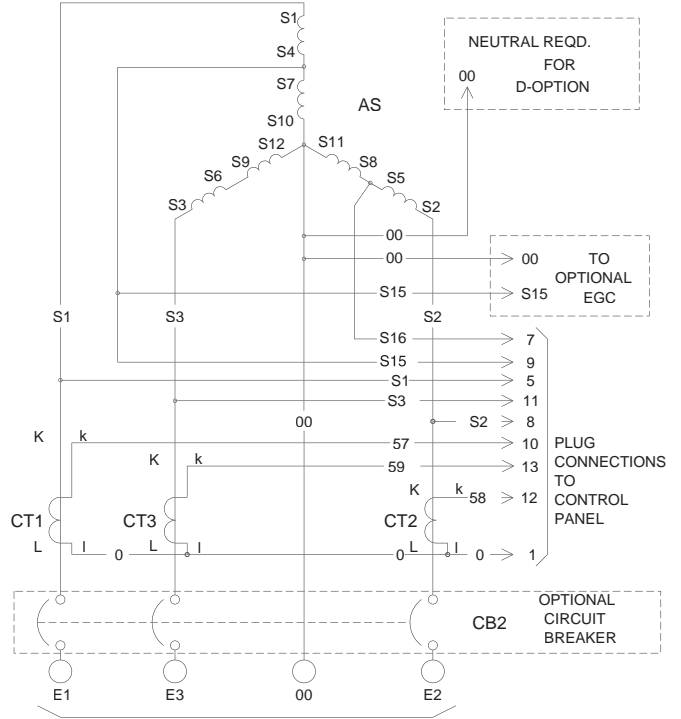 S1
S4
S7
S10
AS
S12
S11
S9
S8
S6
S5
S3
S2
NEUTRAL REQD.
FOR
00
D-OPTION
00
00
00
TO
OPTIONAL
EGC
S15
S15
S1
S3
S2
S16
7
S15
9
S1
5
S3
11
00
S2
8
K
k
57
10
PLUG
CONNECTIONS
TO
CONTROL
PANEL
K
k
59
13
K
k
58
12
CT1
CT3
CT2
L
l
0
L
l
0
L
l
0
1
OPTIONAL
CIRCUIT
BREAKER
CB2
E1
E3
00
E2